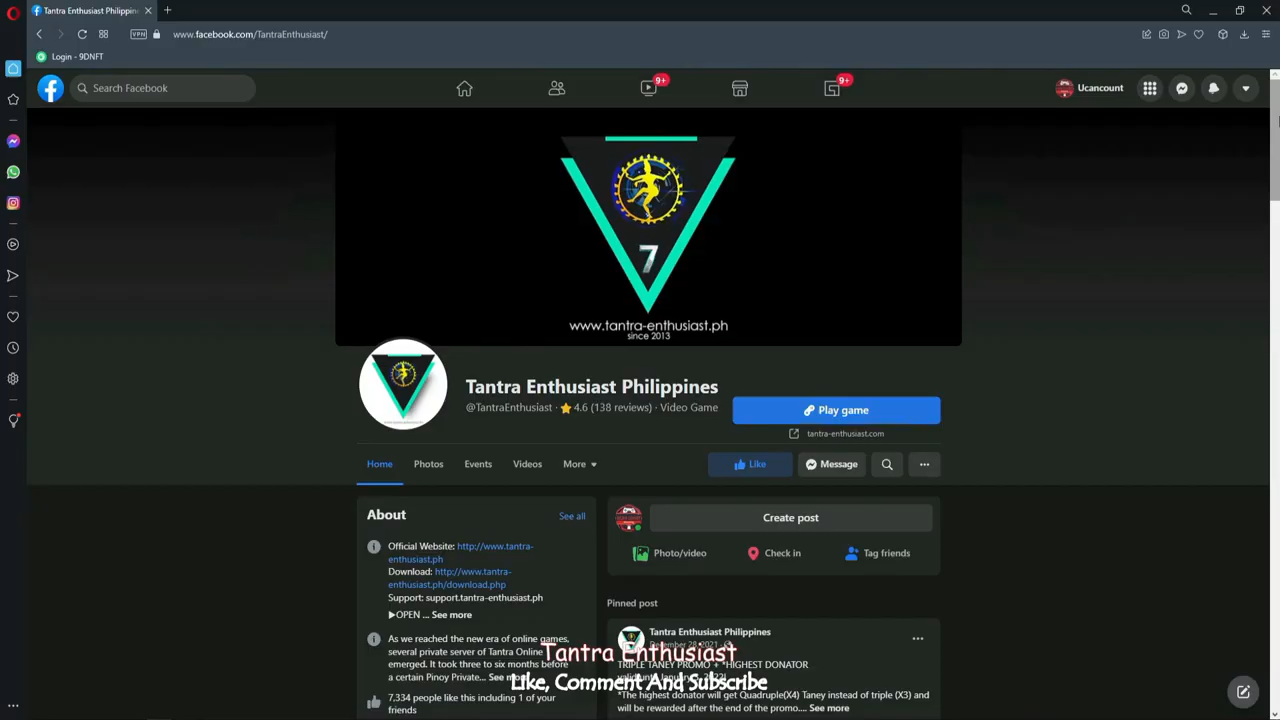 Tantra Enthusiast Philippin
VPN
www.facebook.com/TantraEnthusiast/
Login - 9DNFT
Search Facebook
9+
9+
Ucancount
7
www.tantra-enthusiast.ph
since 2013
Tantra Enthusiast Philippines
@TantraEnthusiast · 4.6 (138 reviews) · Video Game
Play game
tantra-enthusiast.com
Home
Photos
Events
Videos
More
Like
Message
About
See all
Official Website: http://www.tantra-
enthusiast.ph
Download: http://www.tantra-
enthusiast.ph/download.php
Support: support.tantra-enthusiast.ph
▶OPEN ... See more
As we reached the new era of online games,
several private server of Tantra Online
emerged. It took three to six months before
a certain Pinoy Private... See more
7,334 people like this including 1 of your
friends
Create post
Photo/video
Check in
Tag friends
Pinned post
Tantra Enthusiast Philippines
December 28, 2021
TRIPLE TANEY PROMO + *HIGHEST DONATOR
*The highest donator will get Quadruple(X4) Taney instead of triple (X3) and
will be rewarded after the end of the promo.... See more
Tantra Enthusiast
Like, Comment And Subscribe